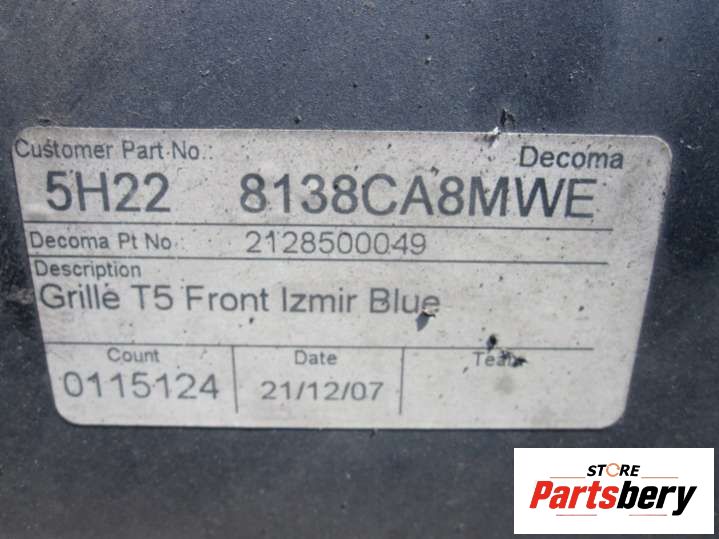 Customer Part No.: Decoma
5H22 8138CA8MWE
Decoma Pt No.: 2128500049
Description
Grille T5 Front Izmir Blue
Count Date Team
0115124 21/12/07
STORE
Partsbery